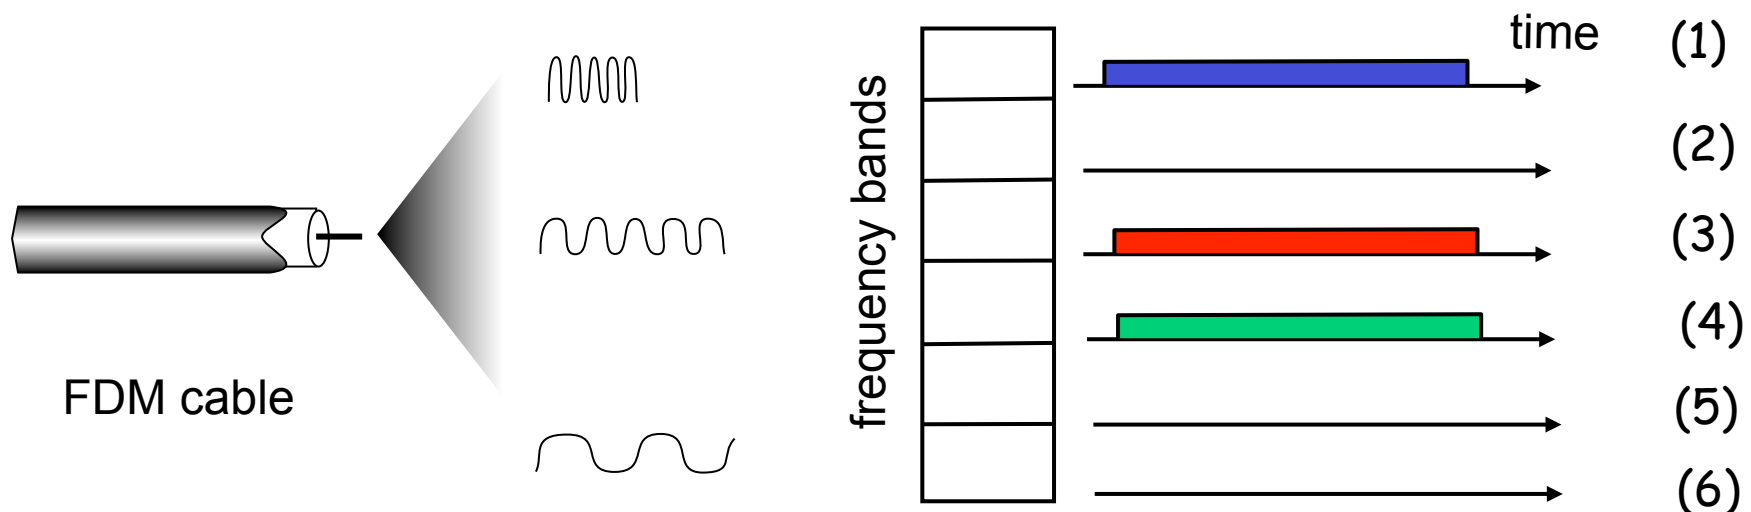 time
(1)
(2)
(3)
(4)
(5)
(6)
frequency bands
FDM cable